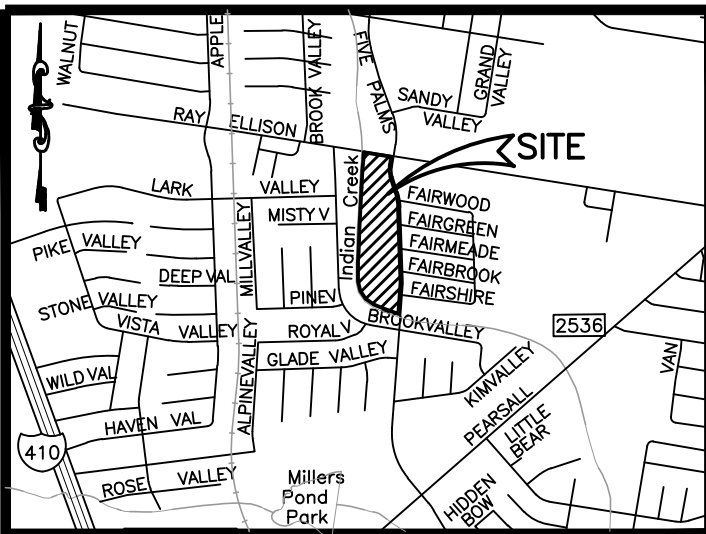 WALNUT
APPLE
BROOK VALLEY
FIVE PALMS
GRAND
VALLEY
SANDY
VALLEY
RAY ELLISON
SITE
LARK VALLEY
Indian Creek
FAIRWOOD
MISTY V
FAIRGREEN
PIKE VALLEY
MILLVALLEY
FAIRMEADE
DEEP VAL
FAIRBROOK
PINEV
FAIRSHIRE
STONE VALLEY
BROOKVALLEY
VISTA VALLEY
ROYALV
2536
GLADE VALLEY
VAN
WILD VAL
ALPINEVALLEY
KIMVALLEY
PEARSALL
HAVEN VAL
LITTLE
BEAR
410
ROSE VALLEY
Millers
Pond
Park
HIDDEN
BOW